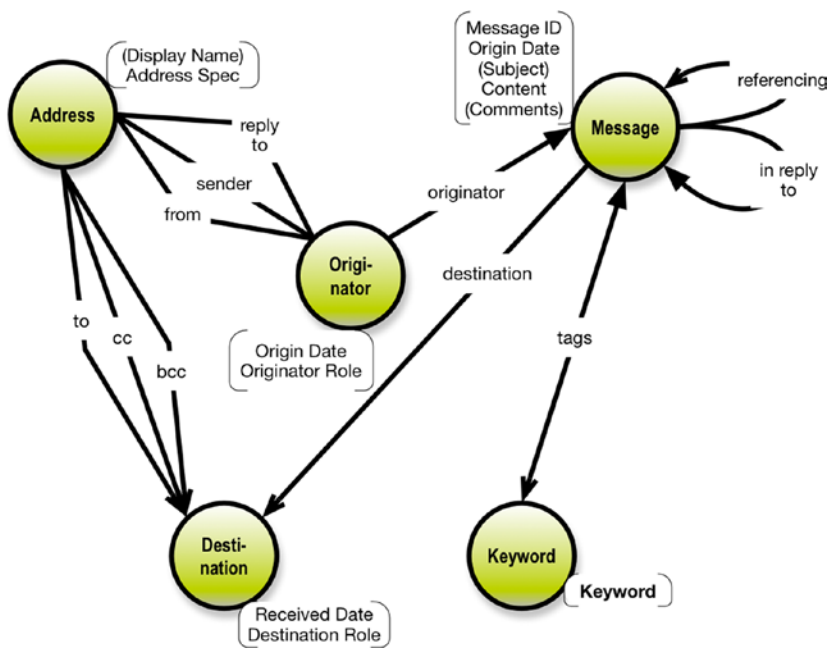 (Display Name)
Address Spec
Address
Message ID
Origin Date
(Subject)
Content
(Comments)
Message
referencing
in reply
to
reply
to
sender
from
originator
Origi-
nator
Origin Date
Originator Role
destination
to
cc
bcc
tags
Desti-
nation
Received Date
Destination Role
Keyword
Keyword